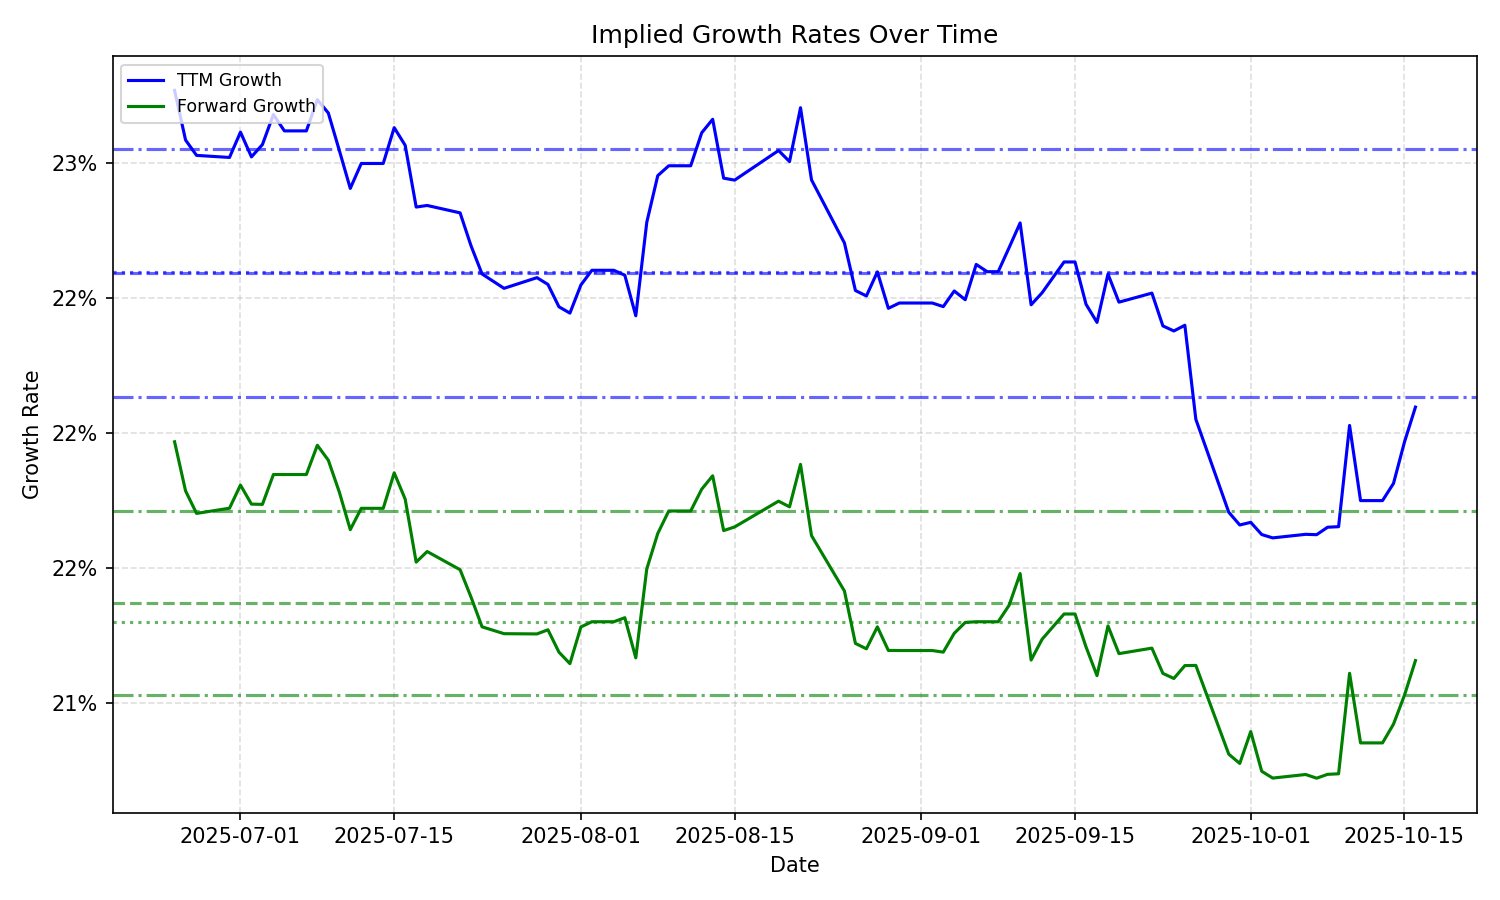 Implied Growth Rates Over Time
TTM Growth
Forward Growth
23%
22%
22%
22%
21%
Growth Rate
2025-07-01
2025-07-15
2025-08-01
2025-08-15
2025-09-01
2025-09-15
2025-10-01
2025-10-15
Date